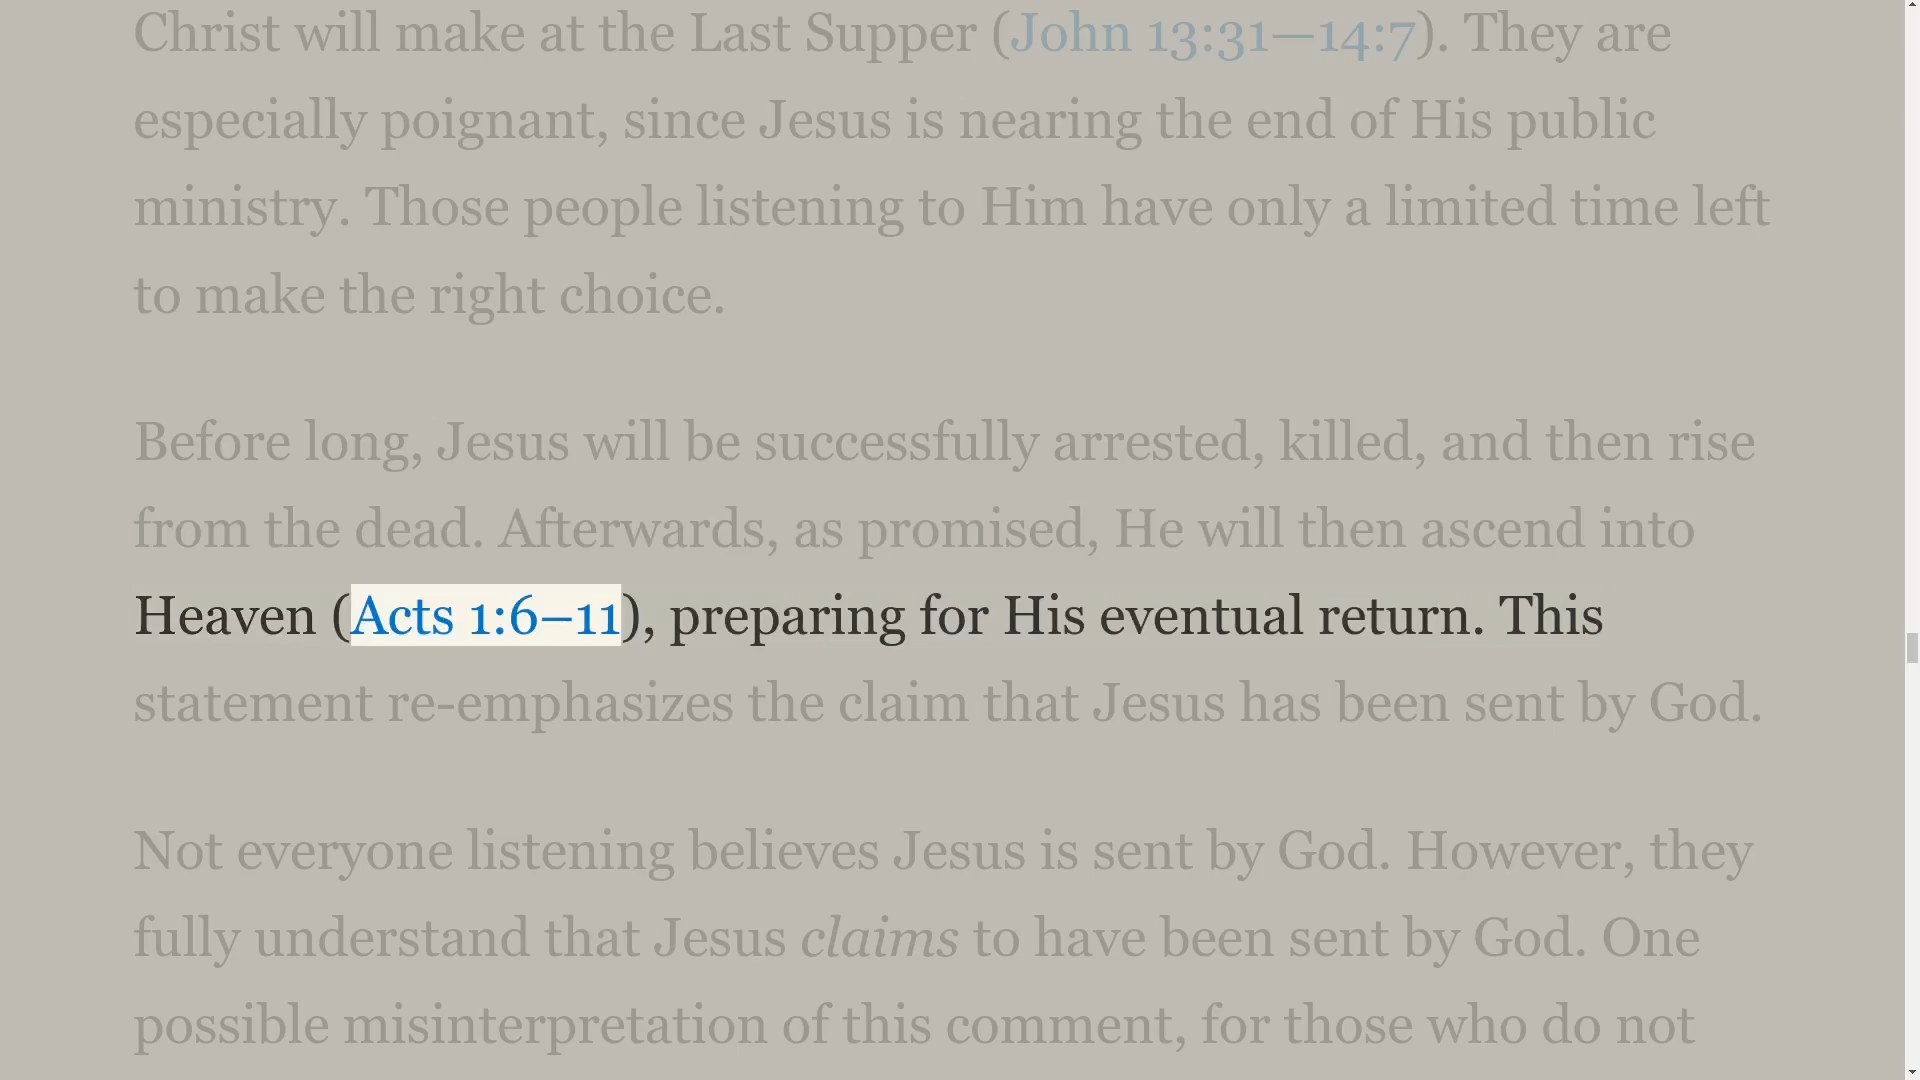 Christ will make at the Last Supper (John 13:31—14:7). They are
especially poignant, since Jesus is nearing the end of His public
ministry. Those people listening to Him have only a limited time left
to make the right choice.
Before long, Jesus will be successfully arrested, killed, and then rise
from the dead. Afterwards, as promised, He will then ascend into
Heaven (Acts 1:6–11), preparing for His eventual return. This
statement re-emphasizes the claim that Jesus has been sent by God.
Not everyone listening believes Jesus is sent by God. However, they
fully understand that Jesus claims to have been sent by God. One
possible misinterpretation of this comment, for those who do not